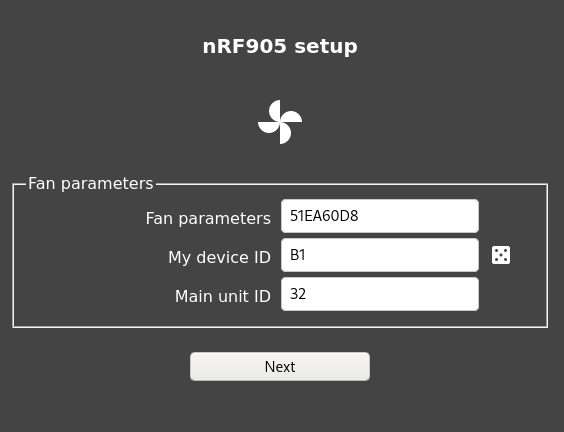 nRF905 setup
Fan parameters
Fan parameters 51EA60D8
My device ID B1
Main unit ID 32
Next